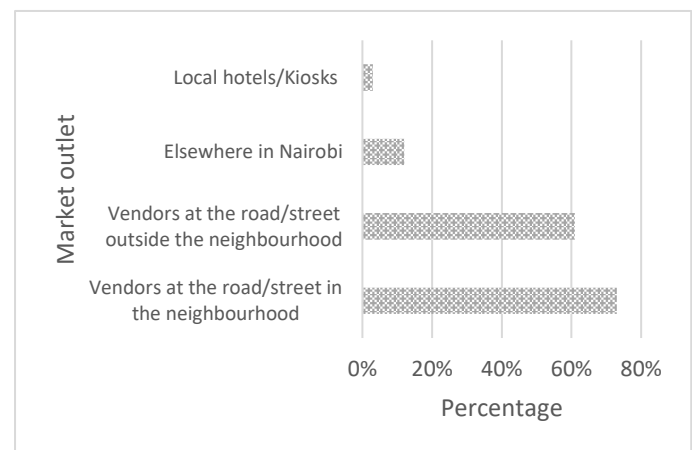 Market outlet
Local hotels/Kiosks
Elsewhere in Nairobi
Vendors at the road/street
outside the neighbourhood
Vendors at the road/street in
the neighbourhood
0% 20% 40% 60% 80%
Percentage